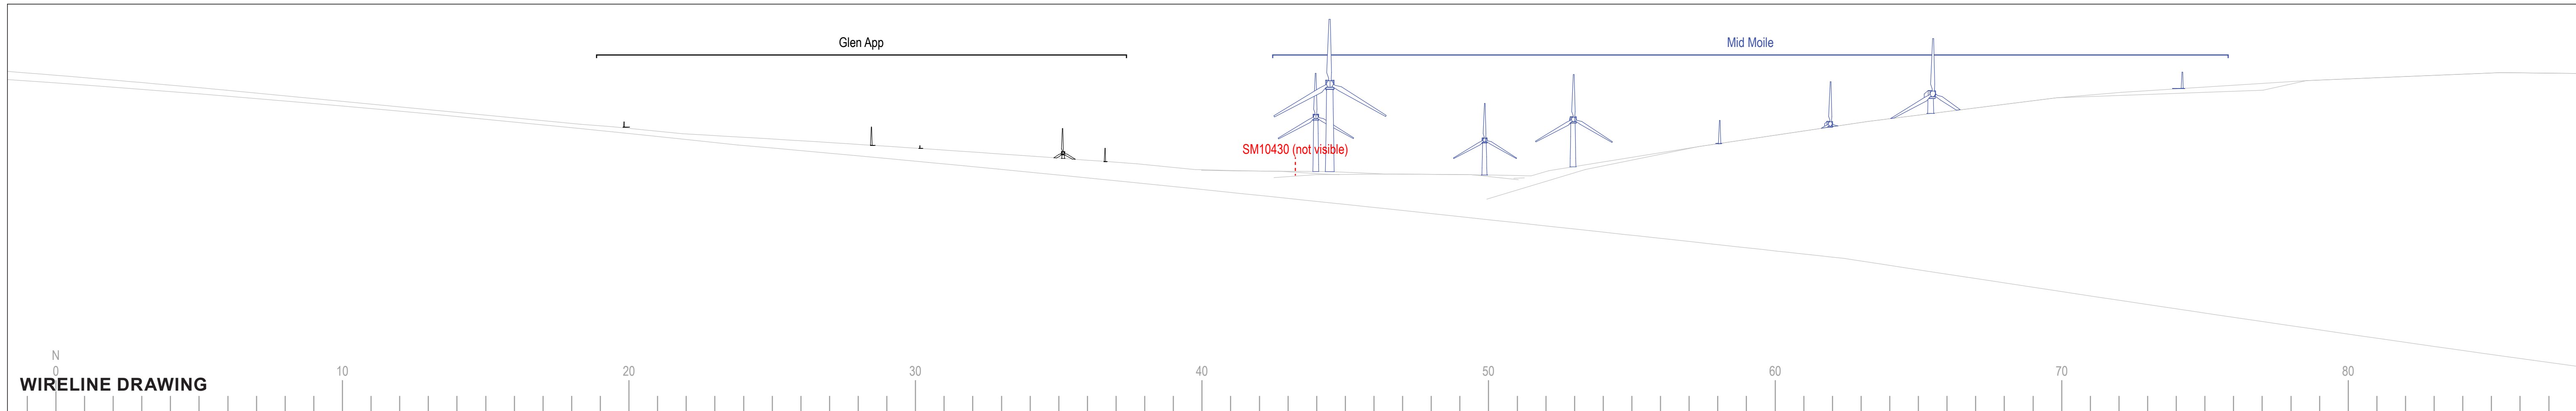 Glen App
Mid Moile
SM10430 (not visible)
N
0 10 20 30 40 50 60 70 80
WIRELINE DRAWING